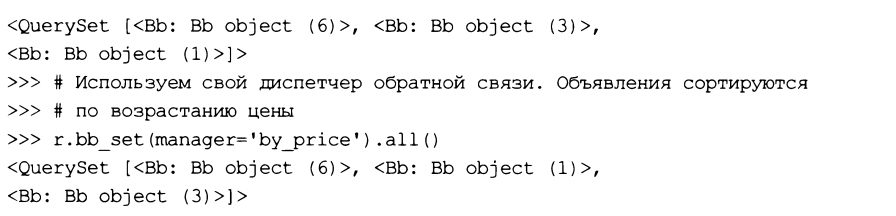 <QuerySet [<Bb: Bb object (6)>, <Bb: Bb object (3)>,
<Bb: Bb object (1)>]>
>>> # Используем свой диспетчер обратной связи. Объявления сортируются
>>> # по возрастанию цены
>>> r.bb_set(manager='by_price').all()
<QuerySet [<Bb: Bb object (6)>, <Bb: Bb object (1)>,
<Bb: Bb object (3)>]>